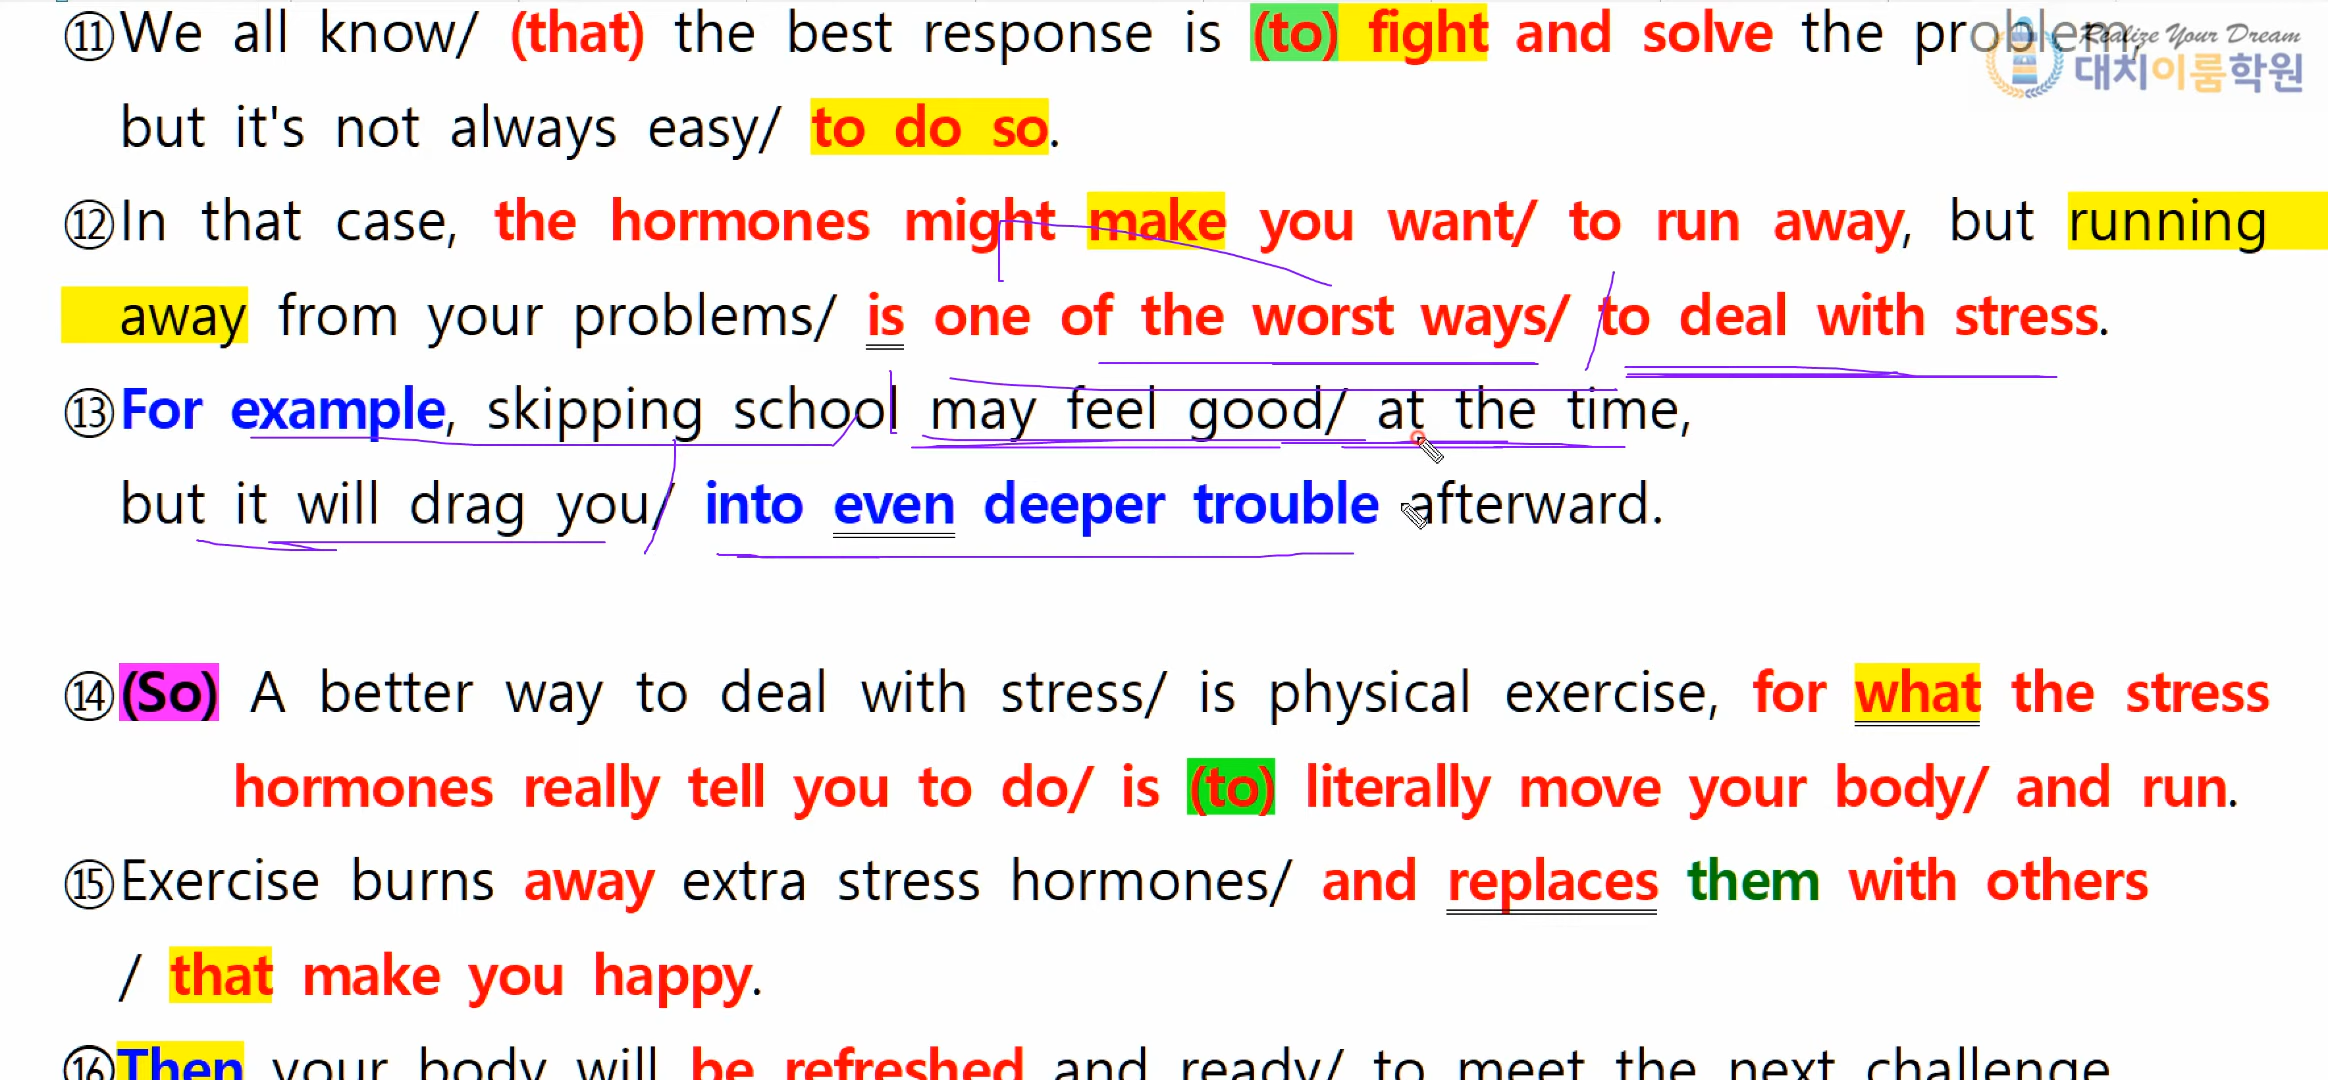 ⑪We all know/ (that) the best response is (to) fight and solve the problem,
Realize Your Dream
대치이룸학원
but it's not always easy/ to do so.
⑫In that case, the hormones might make you want/ to run away, but running
away from your problems/ is one of the worst ways/ to deal with stress.
⑬For example, skipping school may feel good/ at the time,
but it will drag you/ into even deeper trouble afterward.
⑭(So) A better way to deal with stress/ is physical exercise, for what the stress
hormones really tell you to do/ is (to) literally move your body/ and run.
⑮Exercise burns away extra stress hormones/ and replaces them with others
/ that make you happy.
⑯Then your body will be refreshed and ready/ to meet the next challenge